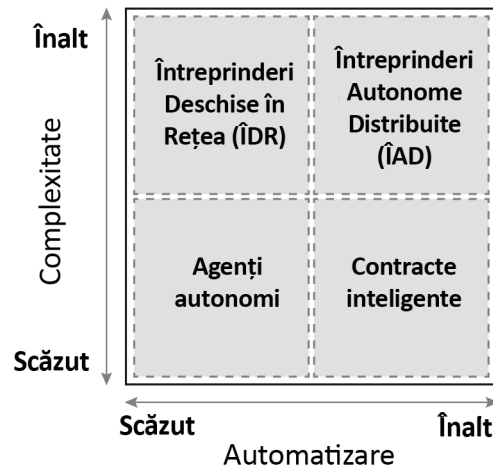 Înalt
Complexitate
Scăzut
Întreprinderi
Deschise în
Rețea (ÎDR)
Întreprinderi
Autonome
Distribuite
(ÎAD)
Agenți
autonomi
Contracte
inteligente
Scăzut
Înalt
Automatizare